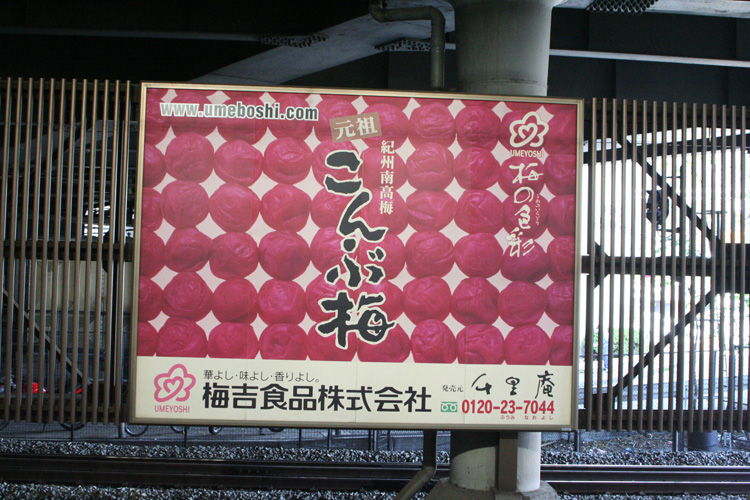 www.umeboshi.com
元祖
紀州南高梅
こんぶ梅
UMEYOSHI
梅の色彩
華よし・味よし・香りよし。
梅吉食品株式会社
UMEYOSHI
発売元 千里庵
0120-23-7044